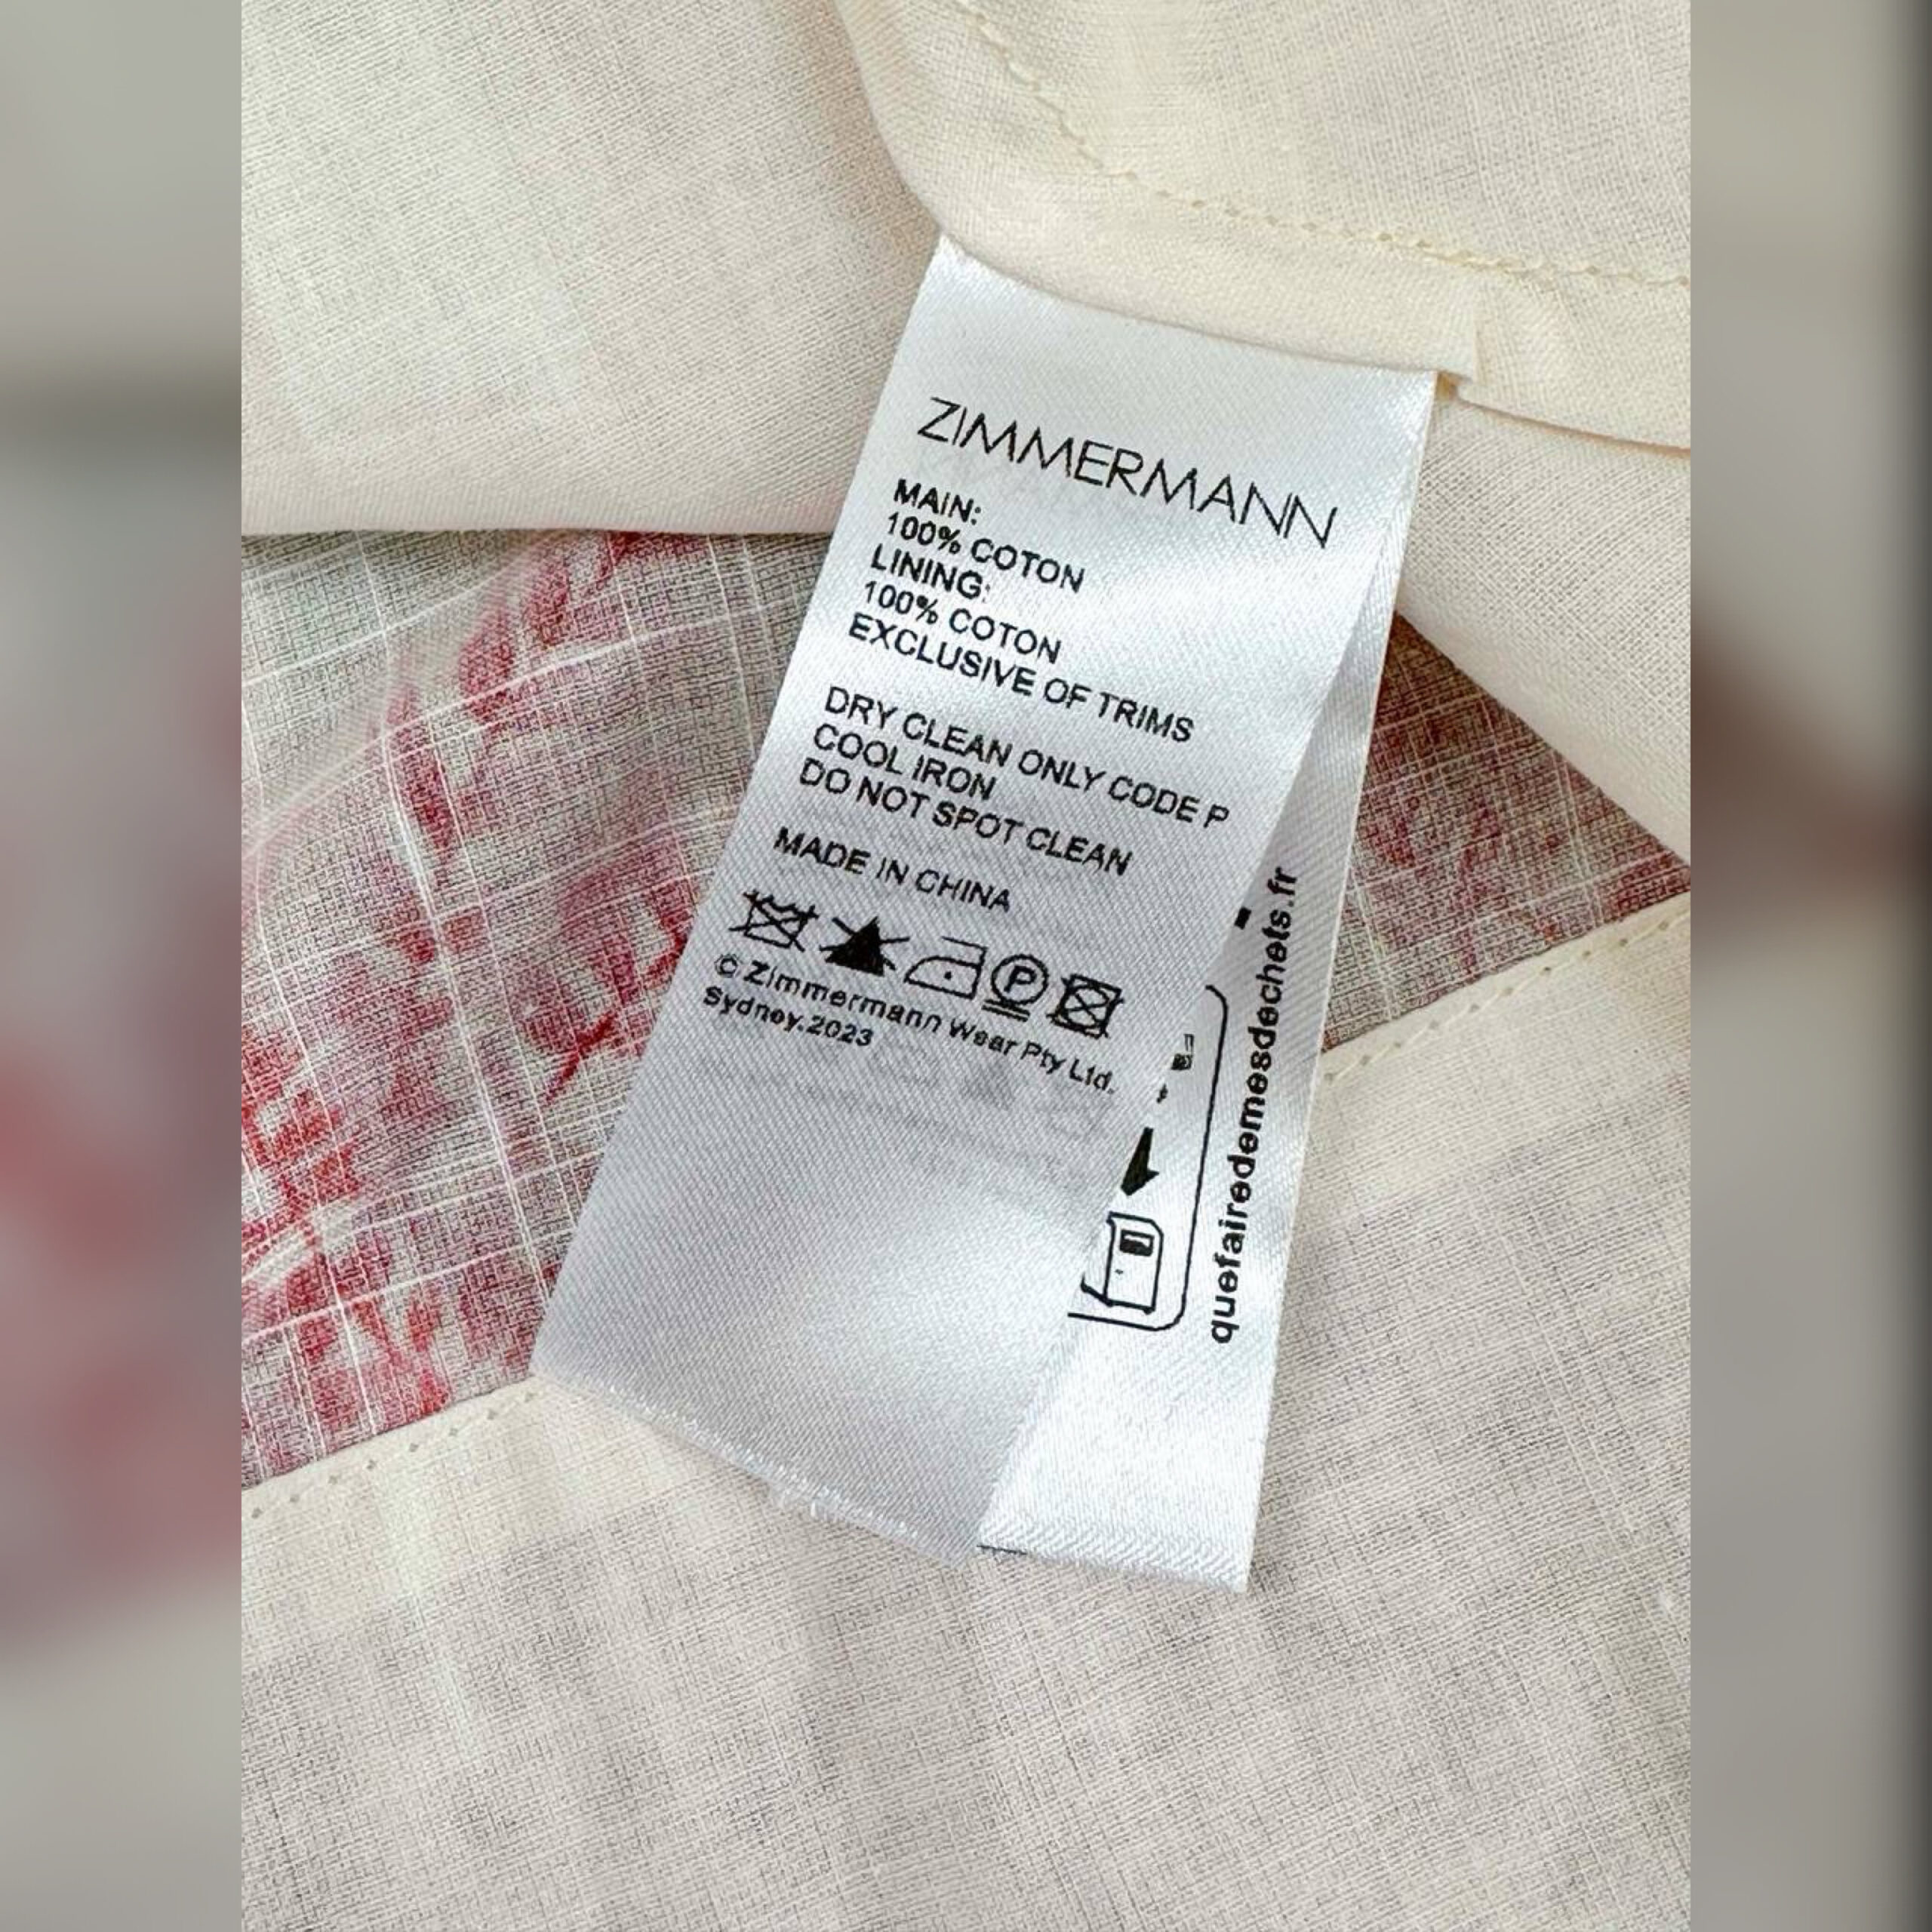 ZIMMERMANN
MAIN:
100% COTON
LINING:
100% COTON
EXCLUSIVE OF TRIMS
DRY CLEAN ONLY CODE P
COOL IRON
DO NOT SPOT CLEAN
MADE IN CHINA
P
© Zimmermann Wear Pty Ltd.
Sydney.2023
quefairedemesdechets.fr